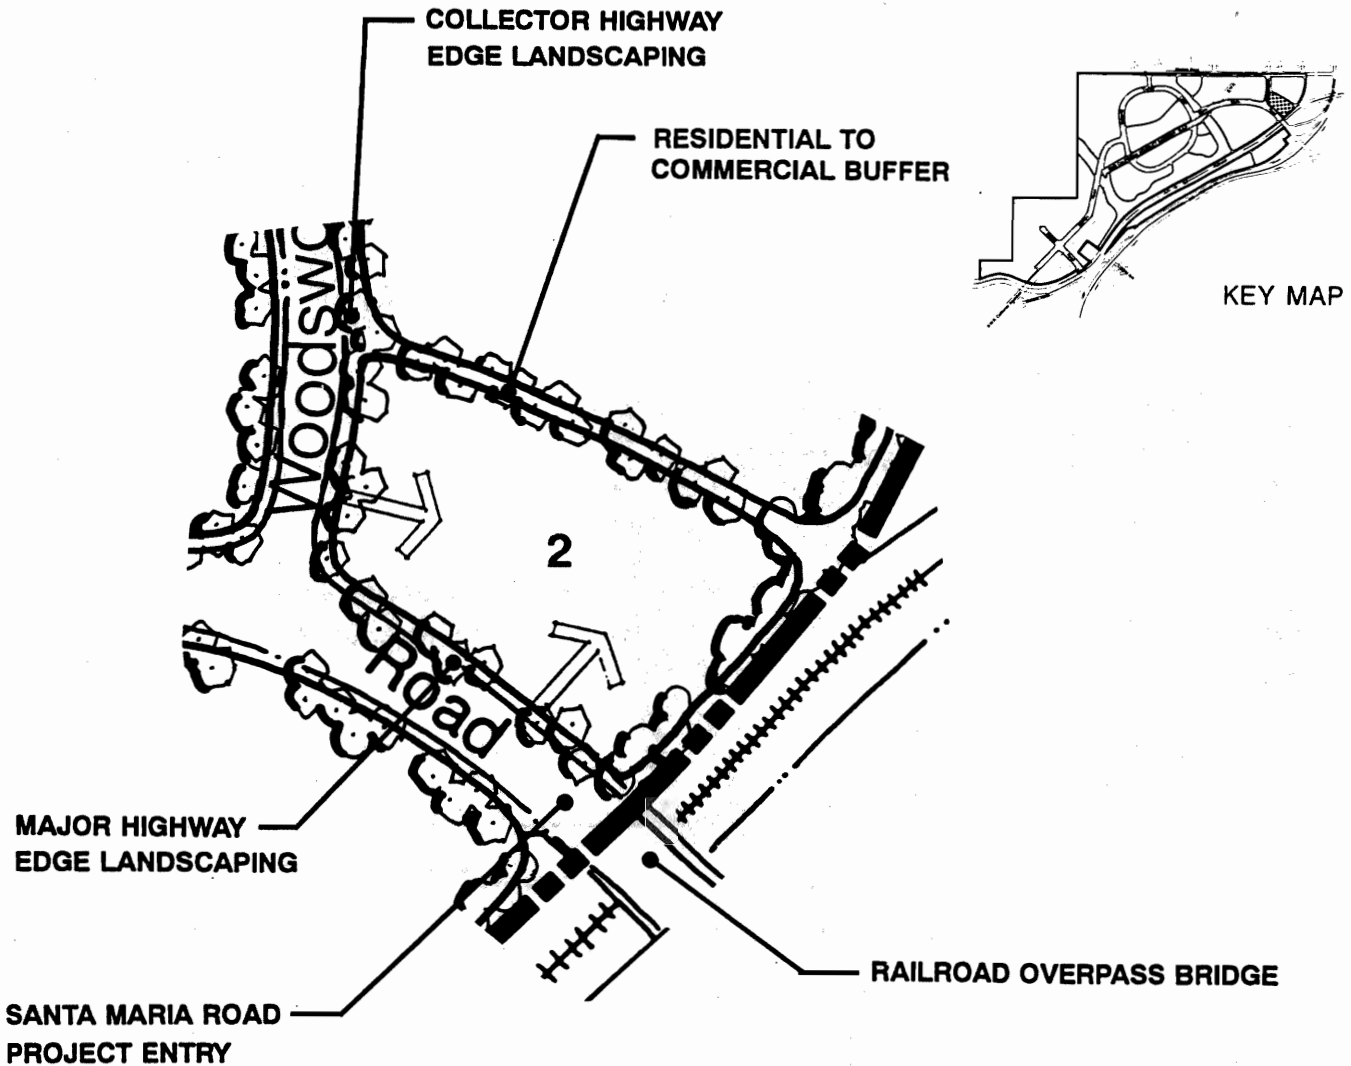 COLLECTOR HIGHWAY
EDGE LANDSCAPING
RESIDENTIAL TO
COMMERCIAL BUFFER
KEY MAP
Woodswo
2
Road
MAJOR HIGHWAY
EDGE LANDSCAPING
RAILROAD OVERPASS BRIDGE
SANTA MARIA ROAD
PROJECT ENTRY